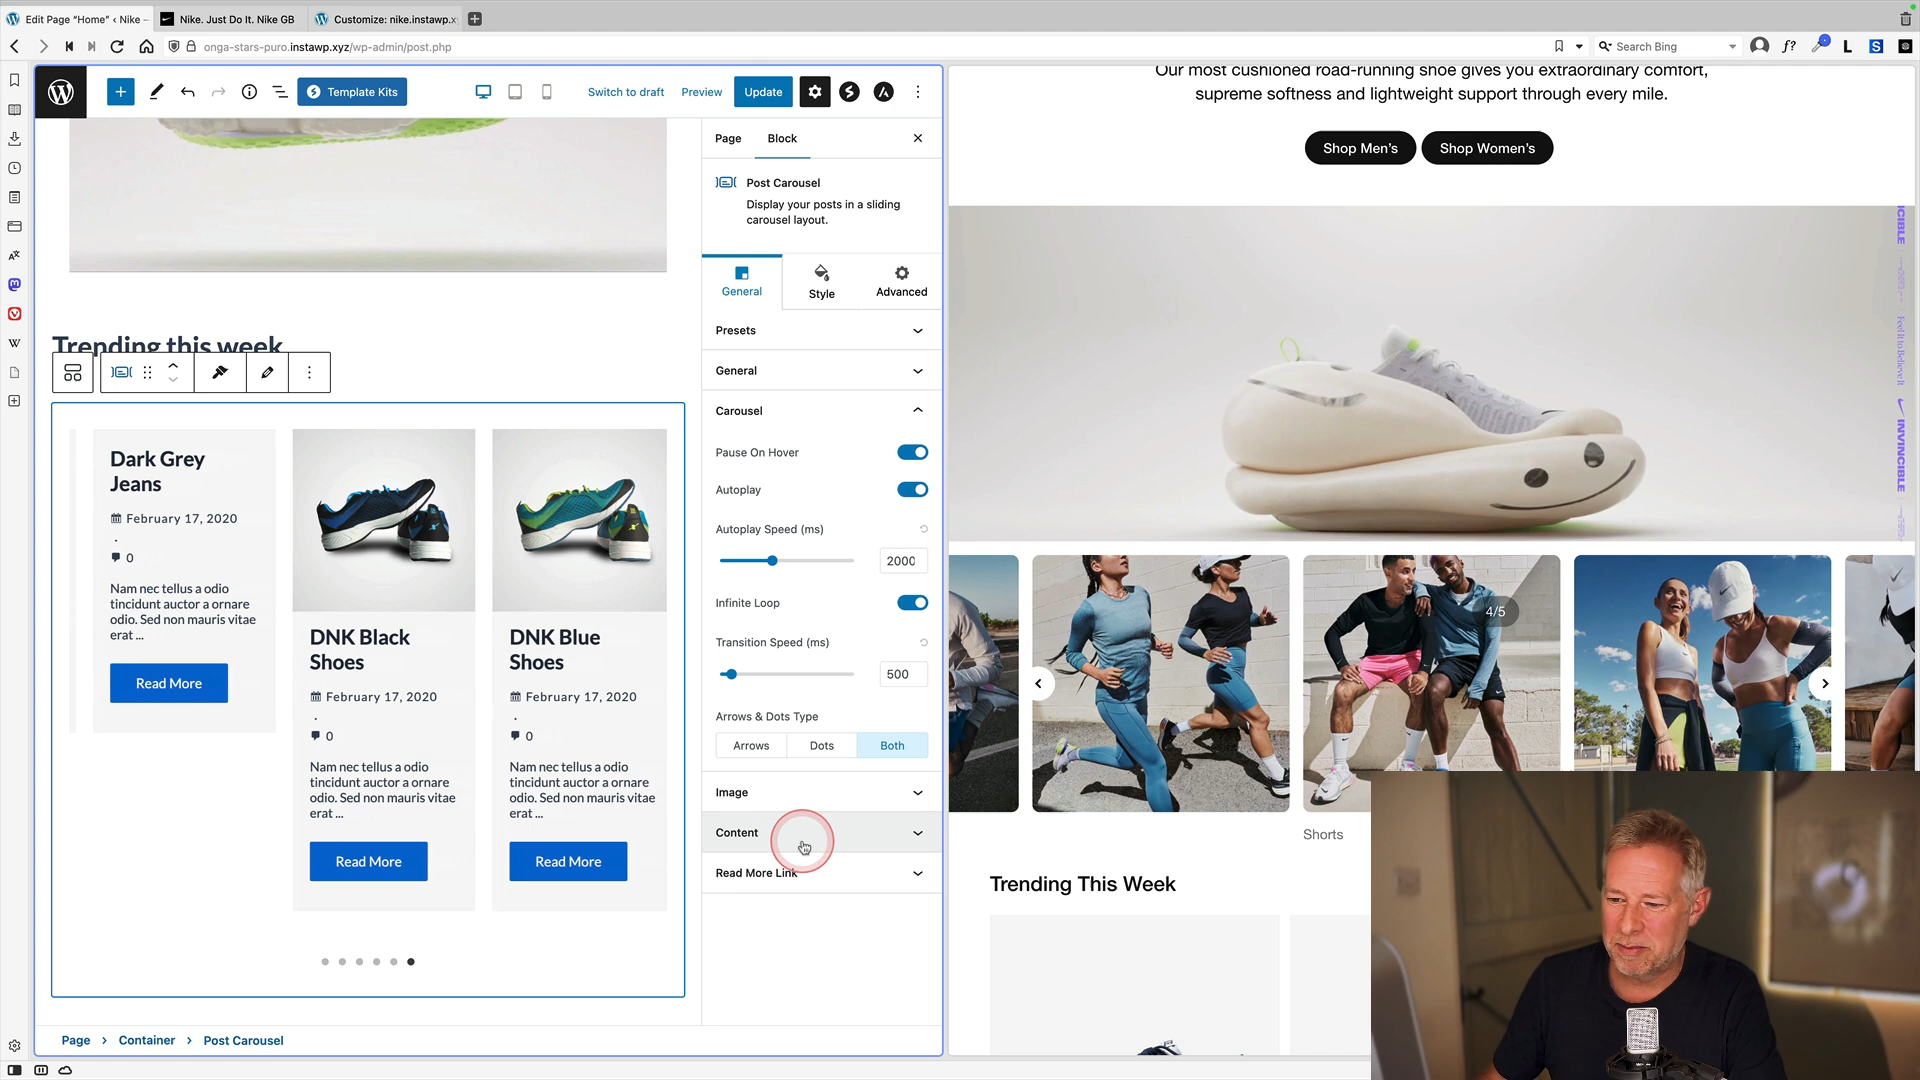 Edit Page “Home” ‹ Nike –
Nike. Just Do It. Nike GB
Customize: nike.instawp.x
onga-stars-puro.instawp.xyz/wp-admin/post.php
Search Bing
Template Kits
Switch to draft
Preview
Update
Page
Block
Post Carousel
Display your posts in a sliding
carousel layout.
General
Style
Advanced
Presets
General
Carousel
Pause On Hover
Autoplay
Autoplay Speed (ms)
2000
Infinite Loop
Transition Speed (ms)
500
Arrows & Dots Type
Arrows
Dots
Both
Image
Content
Read More Link
Trending this week
Dark Grey
Jeans
February 17, 2020
0
Nam nec tellus a odio
tincidunt auctor a ornare
odio. Sed non mauris vitae
erat ...
Read More
DNK Black
Shoes
February 17, 2020
0
Nam nec tellus a odio
tincidunt auctor a ornare
odio. Sed non mauris vitae
erat ...
Read More
DNK Blue
Shoes
February 17, 2020
0
Nam nec tellus a odio
tincidunt auctor a ornare
odio. Sed non mauris vitae
erat ...
Read More
Page › Container › Post Carousel
Our most cushioned road-running shoe gives you extraordinary comfort,
supreme softness and lightweight support through every mile.
Shop Men’s
Shop Women’s
Feel It to Believe It
INVINCIBLE
4/5
Shorts
Trending This Week